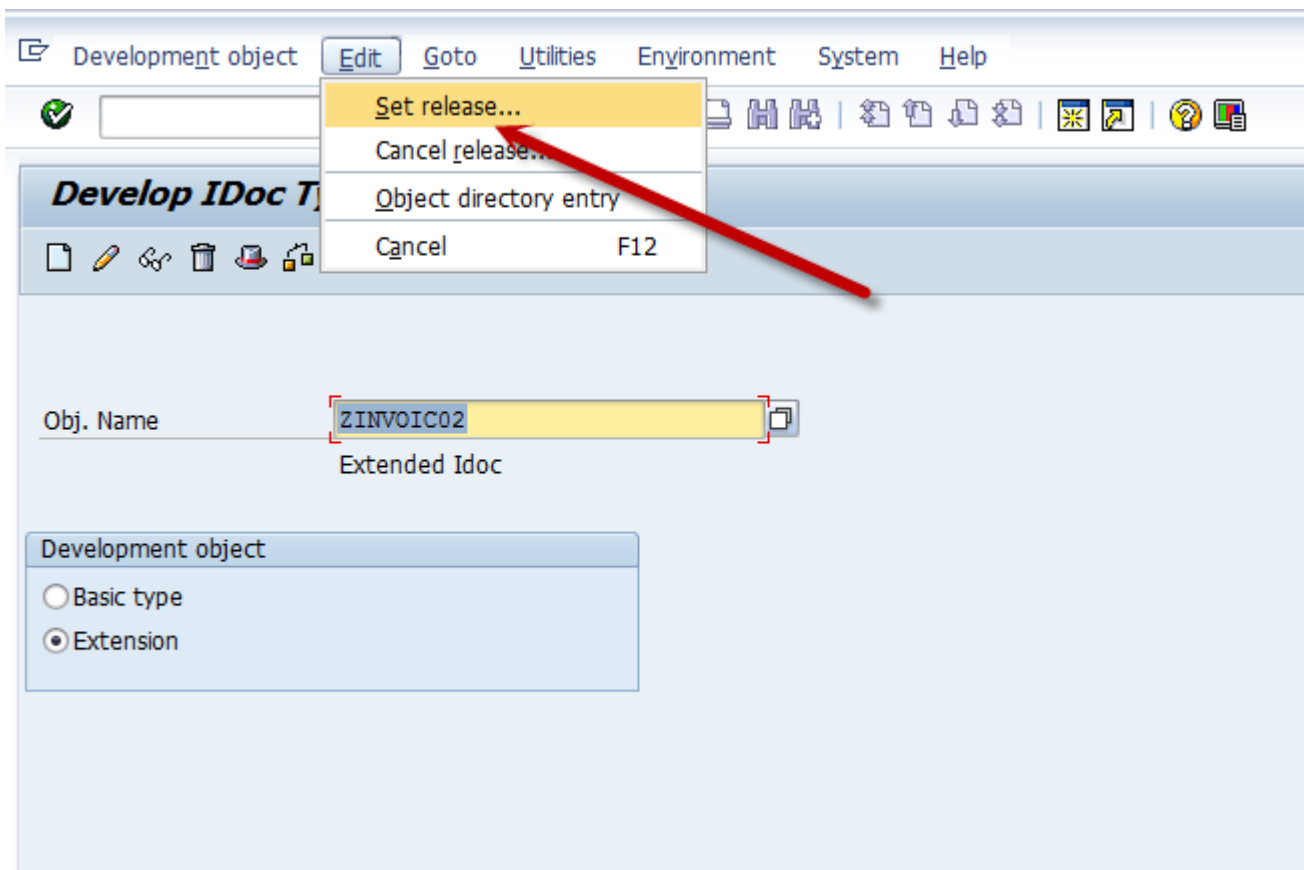 Development object Edit Goto Utilities Environment System Help
Set release...
Cancel release...
Develop IDoc T
Object directory entry
Cancel F12
Obj. Name ZINVOIC02
Extended Idoc
Development object
Basic type
Extension